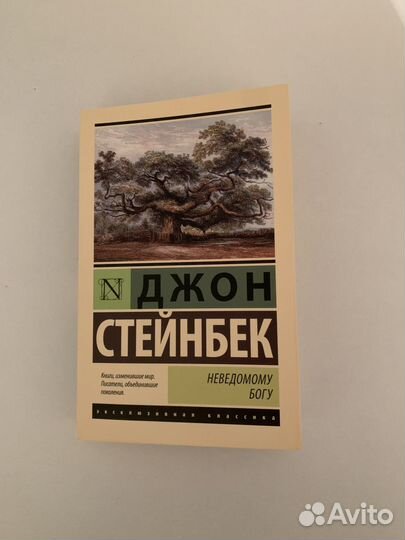 N
ДЖОН
СТЕЙНБЕК
Книги, изменившие мир.
Писатели, объединившие
поколения.
НЕВЕДОМОМУ
БОГУ
ЭКСКЛЮЗИВНАЯ КЛАССИКА
Avito